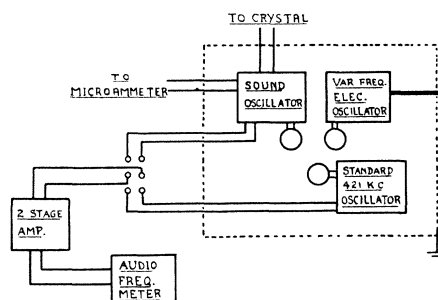 TO CRYSTAL
TO
MICROAMMETER
SOUND
OSCILLATOR
VAR FREQ.
ELEC.
OSCILLATOR
STANDARD
421 K C
OSCILLATOR
2 STAGE
AMP.
AUDIO
FREQ.
METER